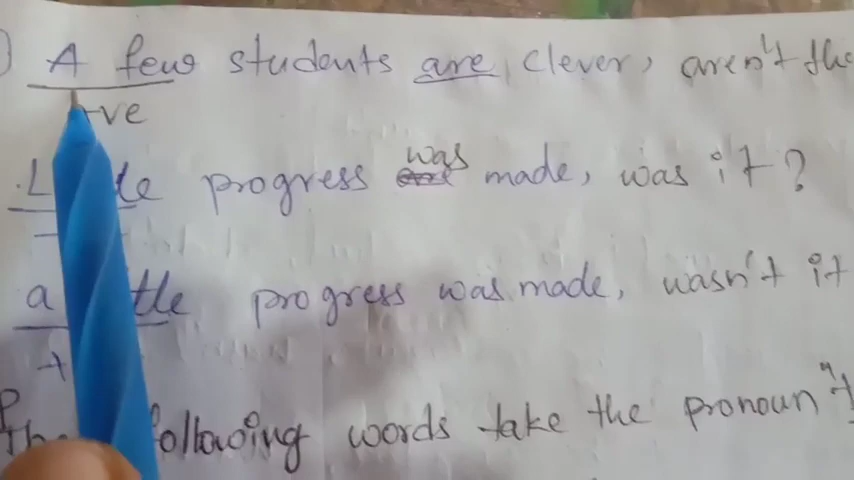 ) A few students are clever, aren't the
+ve
progress was made, was it?
a progress was made, wasn't it
+
following words take the pronoun "t